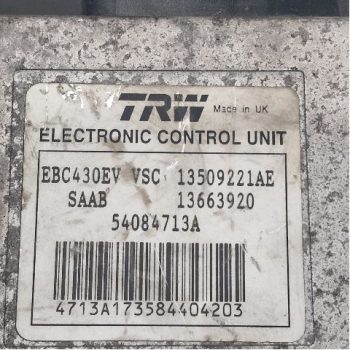 TRW Made in UK
ELECTRONIC CONTROL UNIT
EBC430EV VSC 13509221AE
SAAB 13663920
54084713A
4713A173584404203